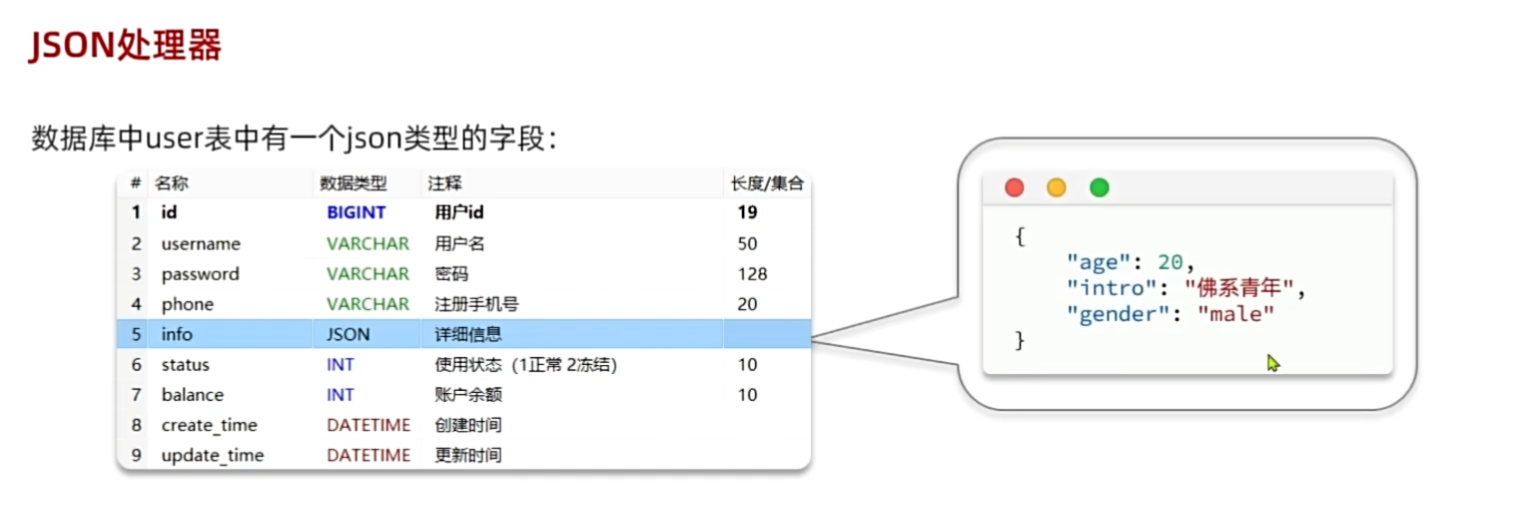 JSON处理器
数据库中user表中有一个json类型的字段：
# 名称 数据类型 注释 长度/集合
1 id BIGINT 用户id 19
2 username VARCHAR 用户名 50
3 password VARCHAR 密码 128
4 phone VARCHAR 注册手机号 20
5 info JSON 详细信息
6 status INT 使用状态（1正常 2冻结） 10
7 balance INT 账户余额 10
8 create_time DATETIME 创建时间
9 update_time DATETIME 更新时间
{
"age": 20,
"intro": "佛系青年",
"gender": "male"
}